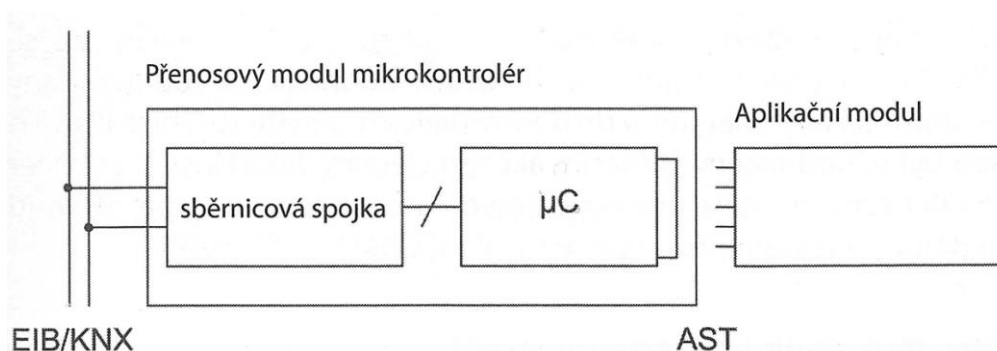 Přenosový modul mikrokontrolér
Aplikační modul
sběrnicová spojka
µC
EIB/KNX
AST